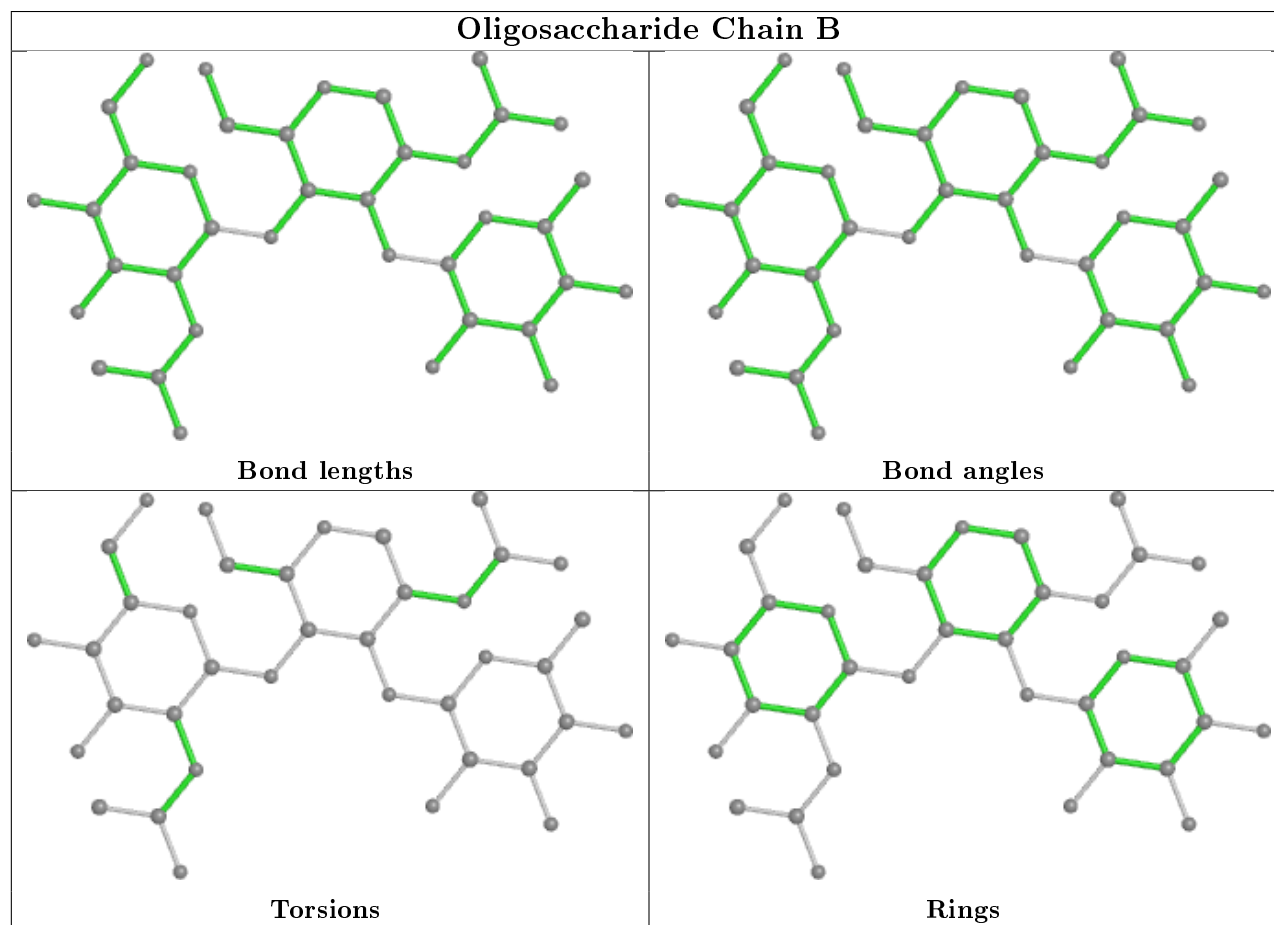 Oligosaccharide Chain B
Bond lengths
Bond angles
Torsions
Rings